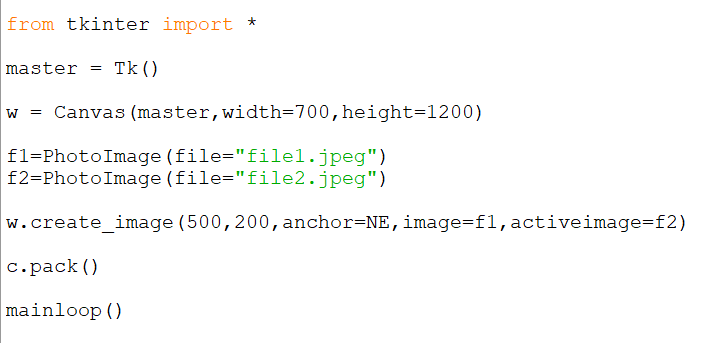 from tkinter import *
master = Tk()
w = Canvas(master,width=700,height=1200)
f1=PhotoImage(file="file1.jpeg")
f2=PhotoImage(file="file2.jpeg")
w.create_image(500,200,anchor=NE,image=f1,activeimage=f2)
c.pack()
mainloop()